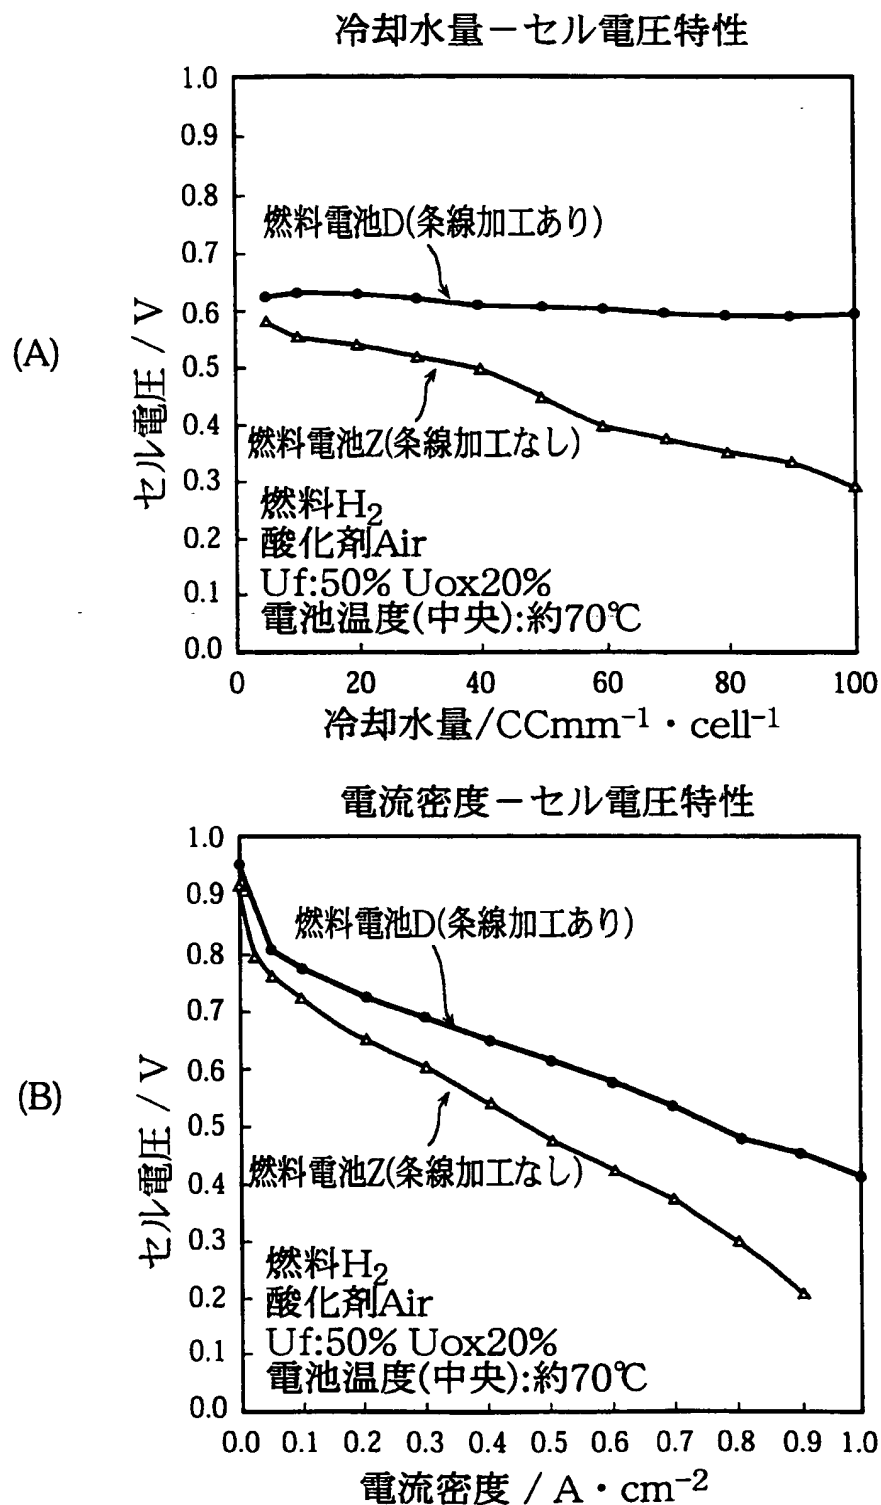 冷却水量－セル電圧特性
1.0
0.9
0.8
0.7
0.6
0.5
0.4
0.3
0.2
0.1
0.0
燃料電池D(条線加工あり)
(A)
セル電圧 / V
燃料電池Z(条線加工なし)
燃料H₂
酸化剤Air
Uf:50% Uox20%
電池温度(中央):約70℃
0 20 40 60 80 100
冷却水量/CCmm⁻¹・cell⁻¹
電流密度－セル電圧特性
1.0
0.9
0.8
0.7
0.6
0.5
0.4
0.3
0.2
0.1
0.0
燃料電池D(条線加工あり)
(B)
セル電圧 / V
燃料電池Z(条線加工なし)
燃料H₂
酸化剤Air
Uf:50% Uox20%
電池温度(中央):約70℃
0.0 0.1 0.2 0.3 0.4 0.5 0.6 0.7 0.8 0.9 1.0
電流密度 / A・cm⁻²